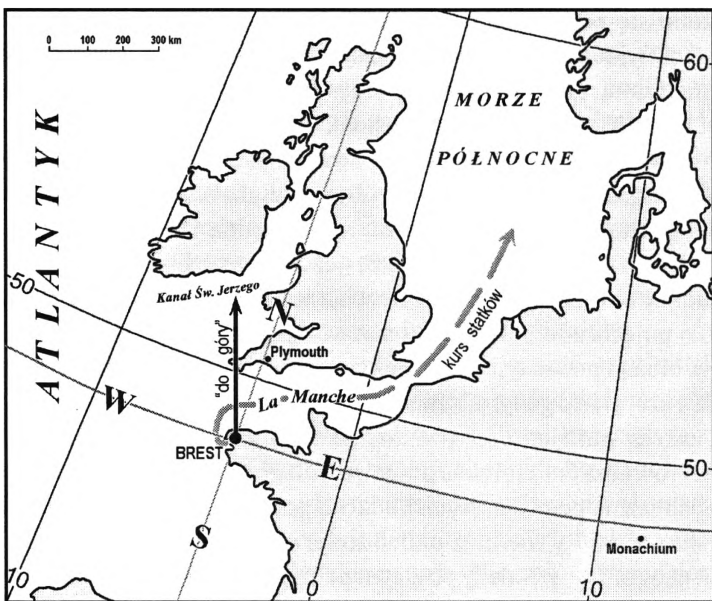 0 100 200 300 km
ATLANTYK
MORZE
PÓŁNOCNE
60
50
Kanał Św. Jerzego
N
"do góry"
Plymouth
kurs statków
W
La Manche
BREST
E
50
S
Monachium
10
0
10